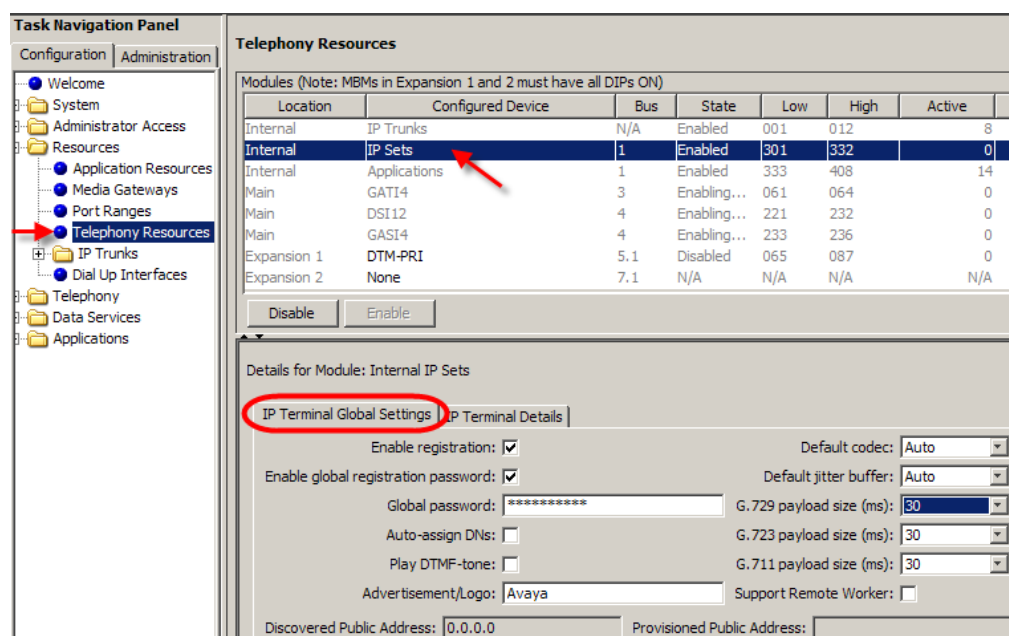 Task Navigation Panel
Configuration Administration
Welcome
System
Administrator Access
Resources
Application Resources
Media Gateways
Port Ranges
Telephony Resources
IP Trunks
Dial Up Interfaces
Telephony
Data Services
Applications
Telephony Resources
Modules (Note: MBMs in Expansion 1 and 2 must have all DIPs ON)
Location Configured Device Bus State Low High Active
Internal IP Trunks N/A Enabled 001 012 8
Internal IP Sets 1 Enabled 301 332 0
Internal Applications 1 Enabled 333 408 14
Main GATI4 3 Enabling... 061 064 0
Main DSI12 4 Enabling... 221 232 0
Main GASI4 4 Enabling... 233 236 0
Expansion 1 DTM-PRI 5.1 Disabled 065 087 0
Expansion 2 None 7.1 N/A N/A N/A N/A
Disable Enable
Details for Module: Internal IP Sets
IP Terminal Global Settings IP Terminal Details
Enable registration: Default codec: Auto
Enable global registration password: Default jitter buffer: Auto
Global password: ********** G.729 payload size (ms): 30
Auto-assign DNs: G.723 payload size (ms): 30
Play DTMF-tone: G.711 payload size (ms): 30
Advertisement/Logo: Avaya Support Remote Worker:
Discovered Public Address: 0.0.0.0 Provisioned Public Address: